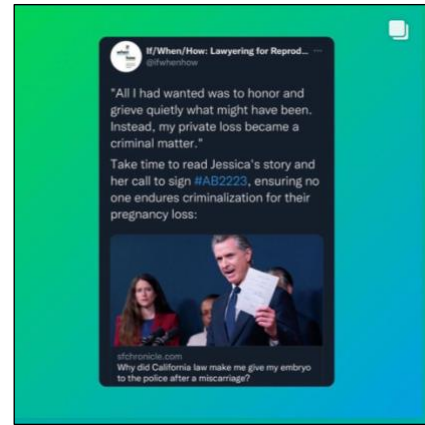 If/When/How: Lawyering for Reprod...
@ifwhenhow
"All I had wanted was to honor and
grieve quietly what might have been.
Instead, my private loss became a
criminal matter."
Take time to read Jessica's story and
her call to sign #AB2223, ensuring no
one endures criminalization for their
pregnancy loss:
sfchronicle.com
Why did California law make me give my embryo
to the police after a miscarriage?